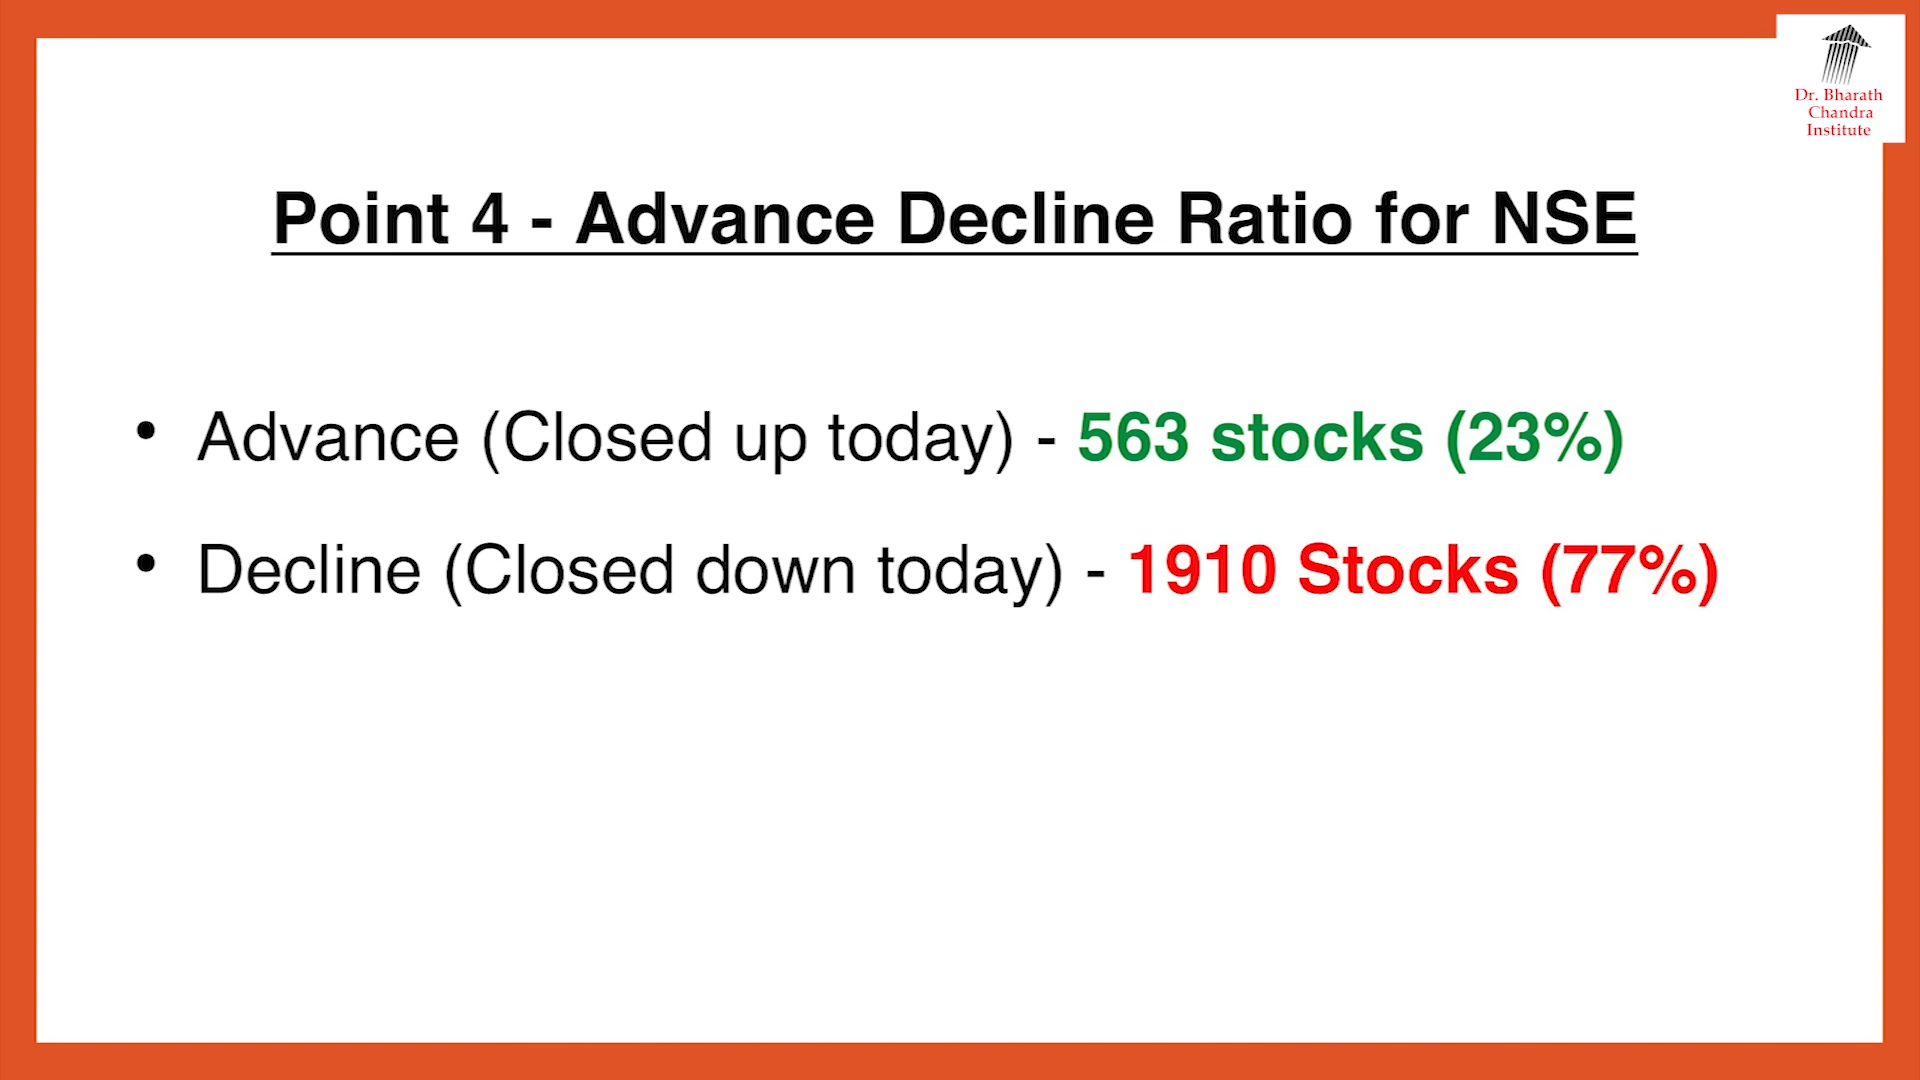 Dr. Bharath
Chandra
Institute
Point 4 - Advance Decline Ratio for NSE
• Advance (Closed up today) - 563 stocks (23%)
• Decline (Closed down today) - 1910 Stocks (77%)